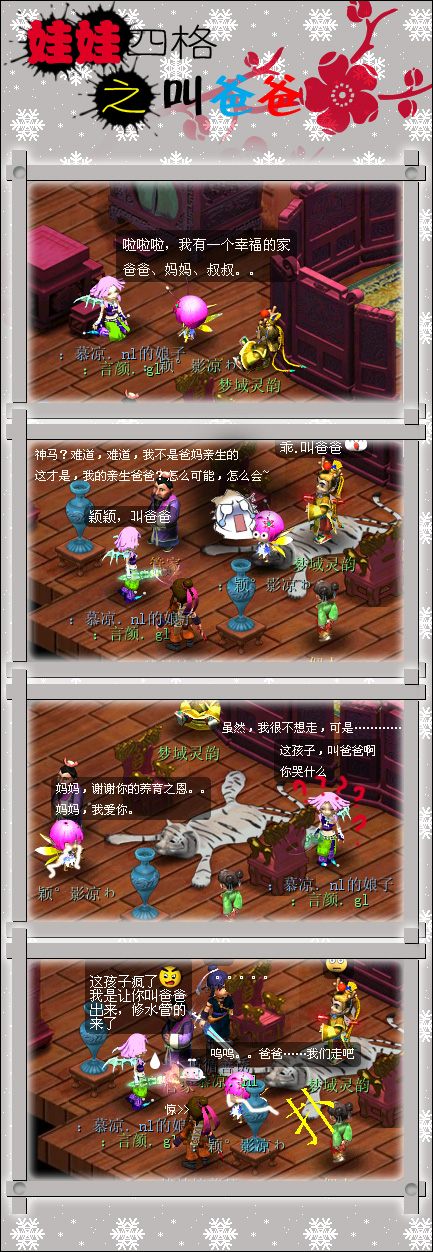 娃娃四格
之叫爸爸
啦啦啦，我有一个幸福的家
爸爸、妈妈、叔叔。。
：慕凉．nl的娘子
：言颜．gl
颖°影凉わ
梦域灵韵
神马？难道，难道，我不是爸妈亲生的
这才是，我的亲生爸爸？怎么可能，怎么会~
乖.叫爸爸
颖颖，叫爸爸
梦域灵韵
颖°影凉わ
：慕凉．nl
：言颜．gl
虽然，我很不想走，可是…………
这孩子，叫爸爸啊
你哭什么
梦域灵韵
妈妈，谢谢你的养育之恩。。
妈妈，我爱你。
颖°影凉わ
：慕凉．nl的娘子
：言颜．gl
这孩子疯了
我是让你叫爸爸
出来，修水管的
来了
。。。。。
呜呜。。爸爸……我们走吧
梦域灵韵
惊>>
：慕凉．nl的娘
：言颜．gl
颖°影凉わ